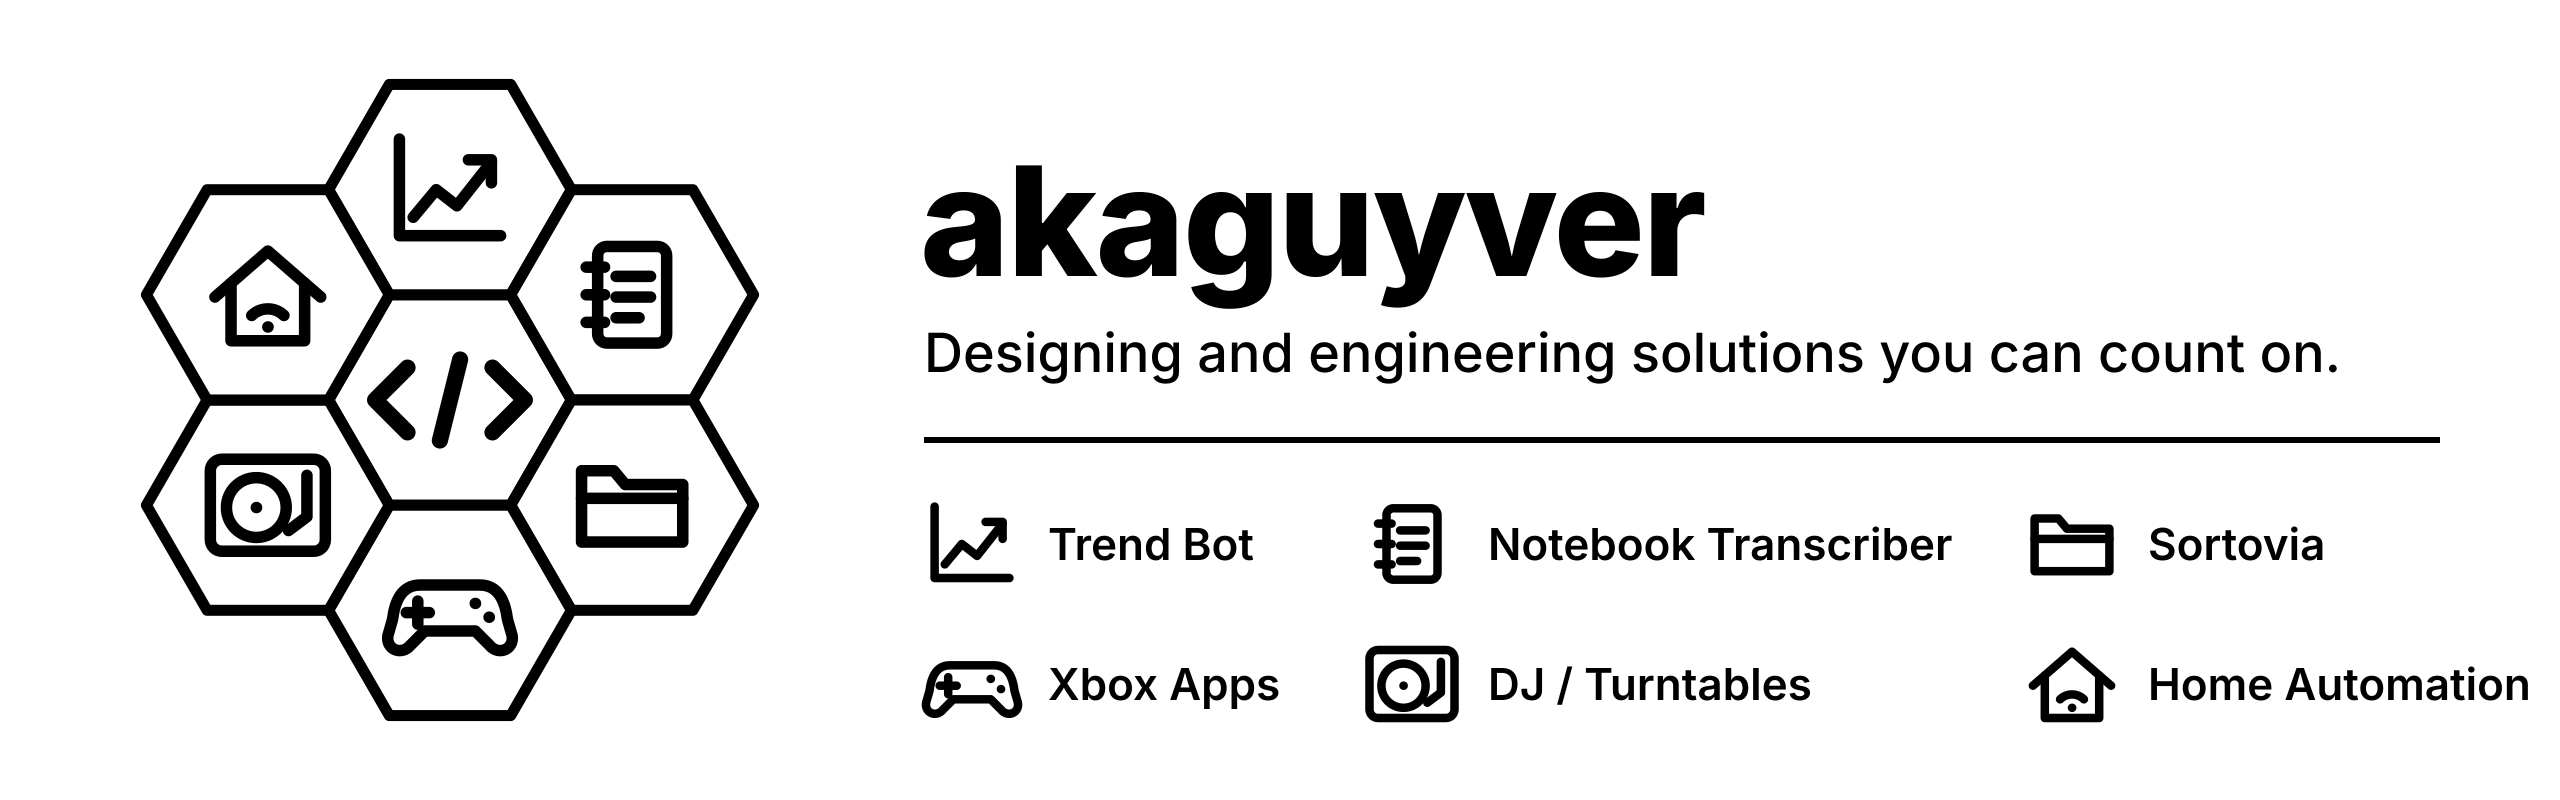 </>
akaguyver
Designing and engineering solutions you can count on.
Trend Bot
Notebook Transcriber
Sortovia
Xbox Apps
DJ / Turntables
Home Automation